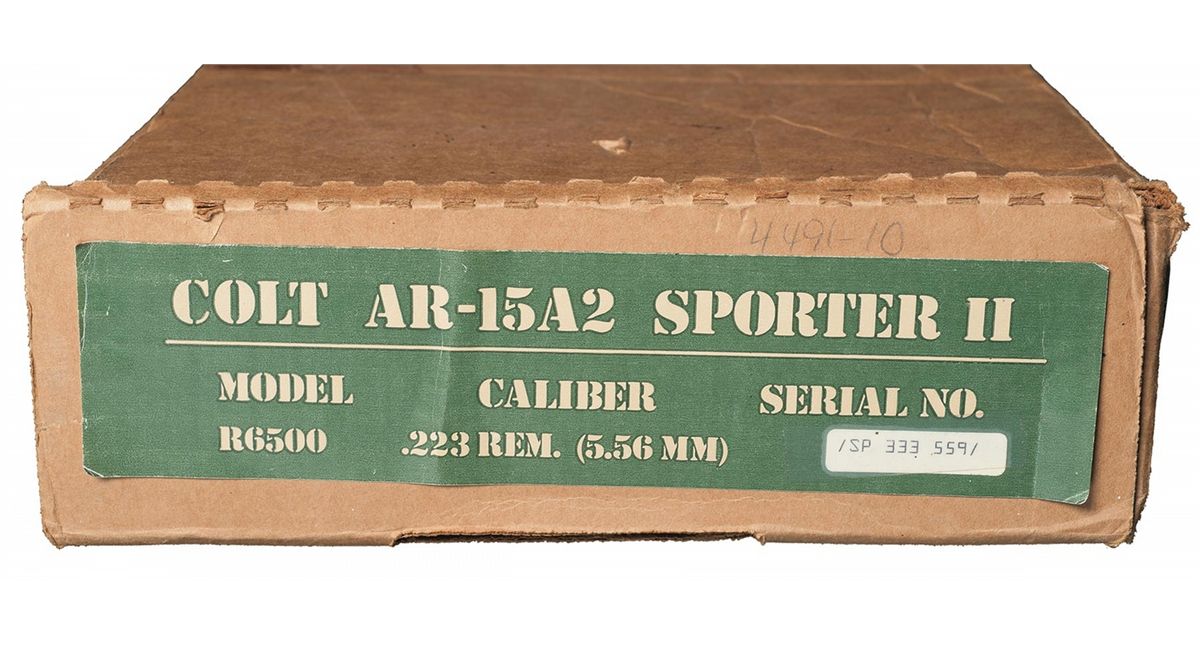 4491-10
COLT AR-15A2 SPORTER II
MODEL CALIBER SERIAL NO.
R6500 .223 REM. (5.56 MM) /SP 333 559/